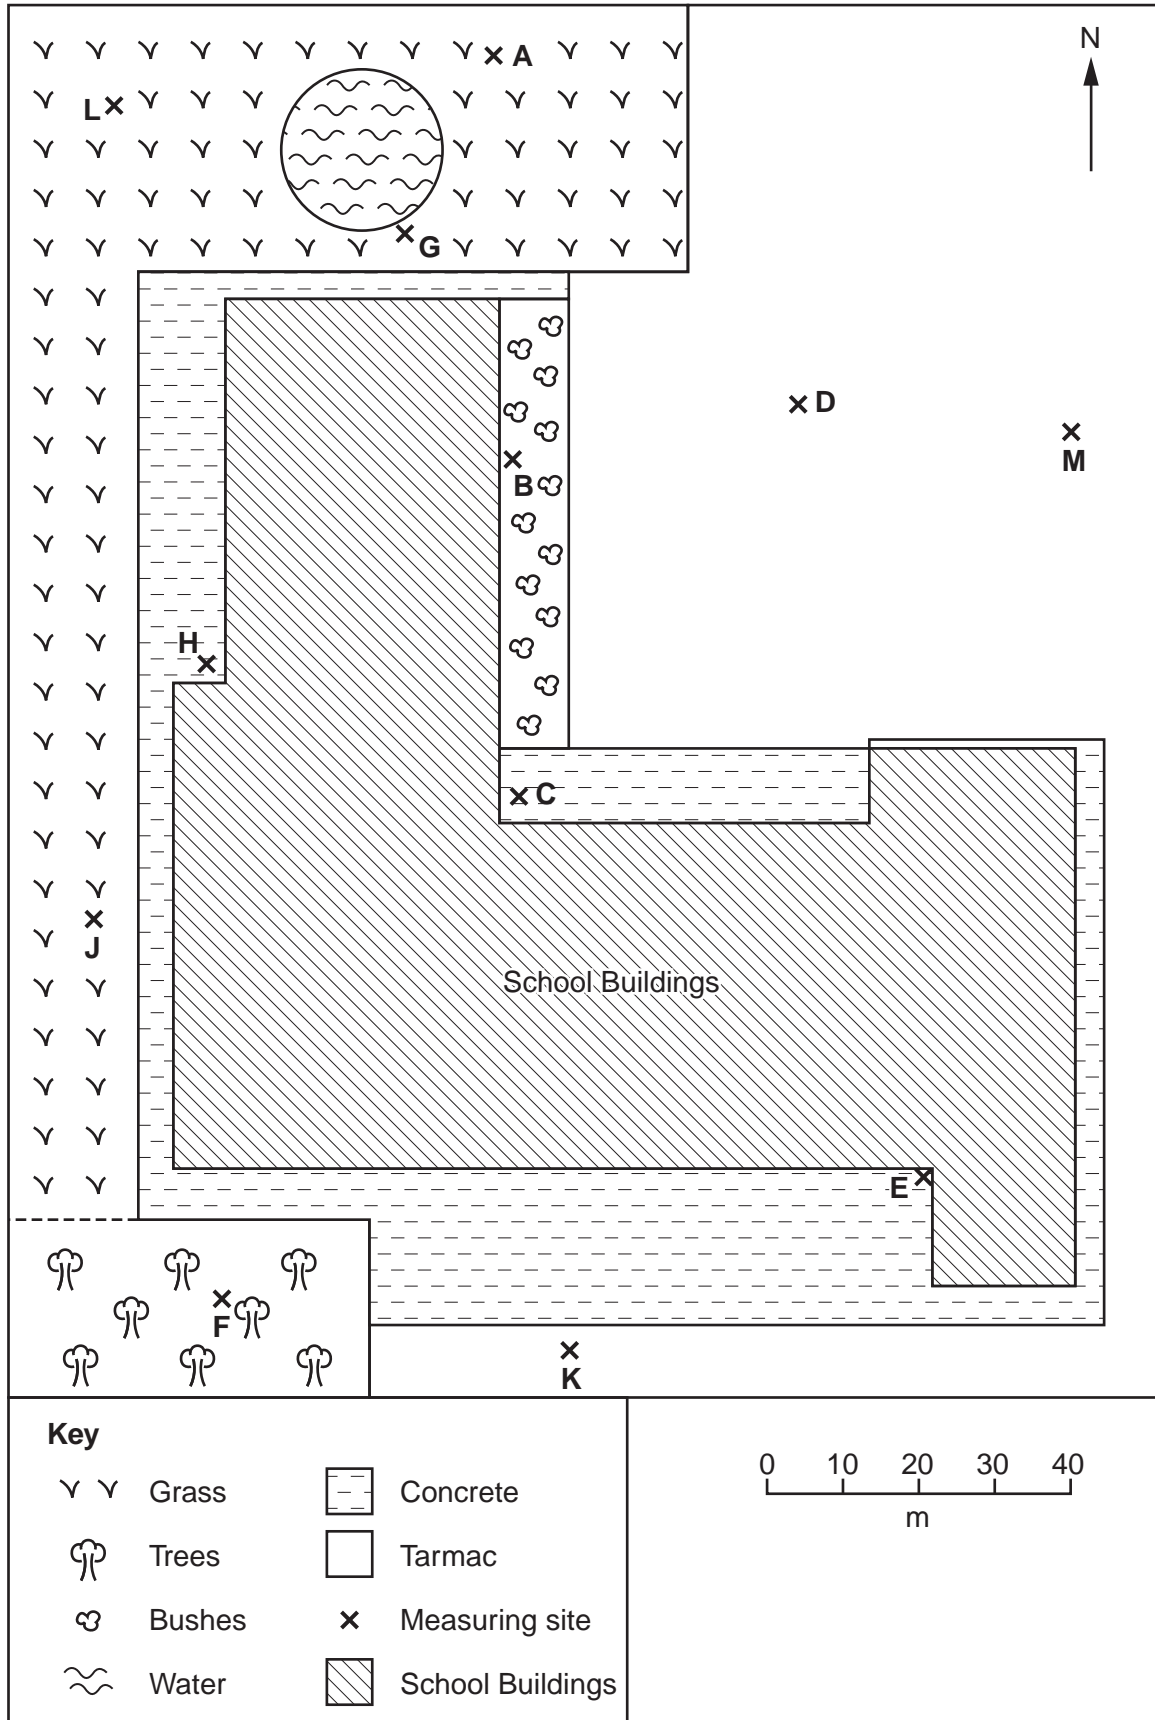 N
A
L
G
D
M
B
H
C
J
School Buildings
E
F
K
Key
Grass
Concrete
Trees
Tarmac
Bushes
Measuring site
Water
School Buildings
0 10 20 30 40
m